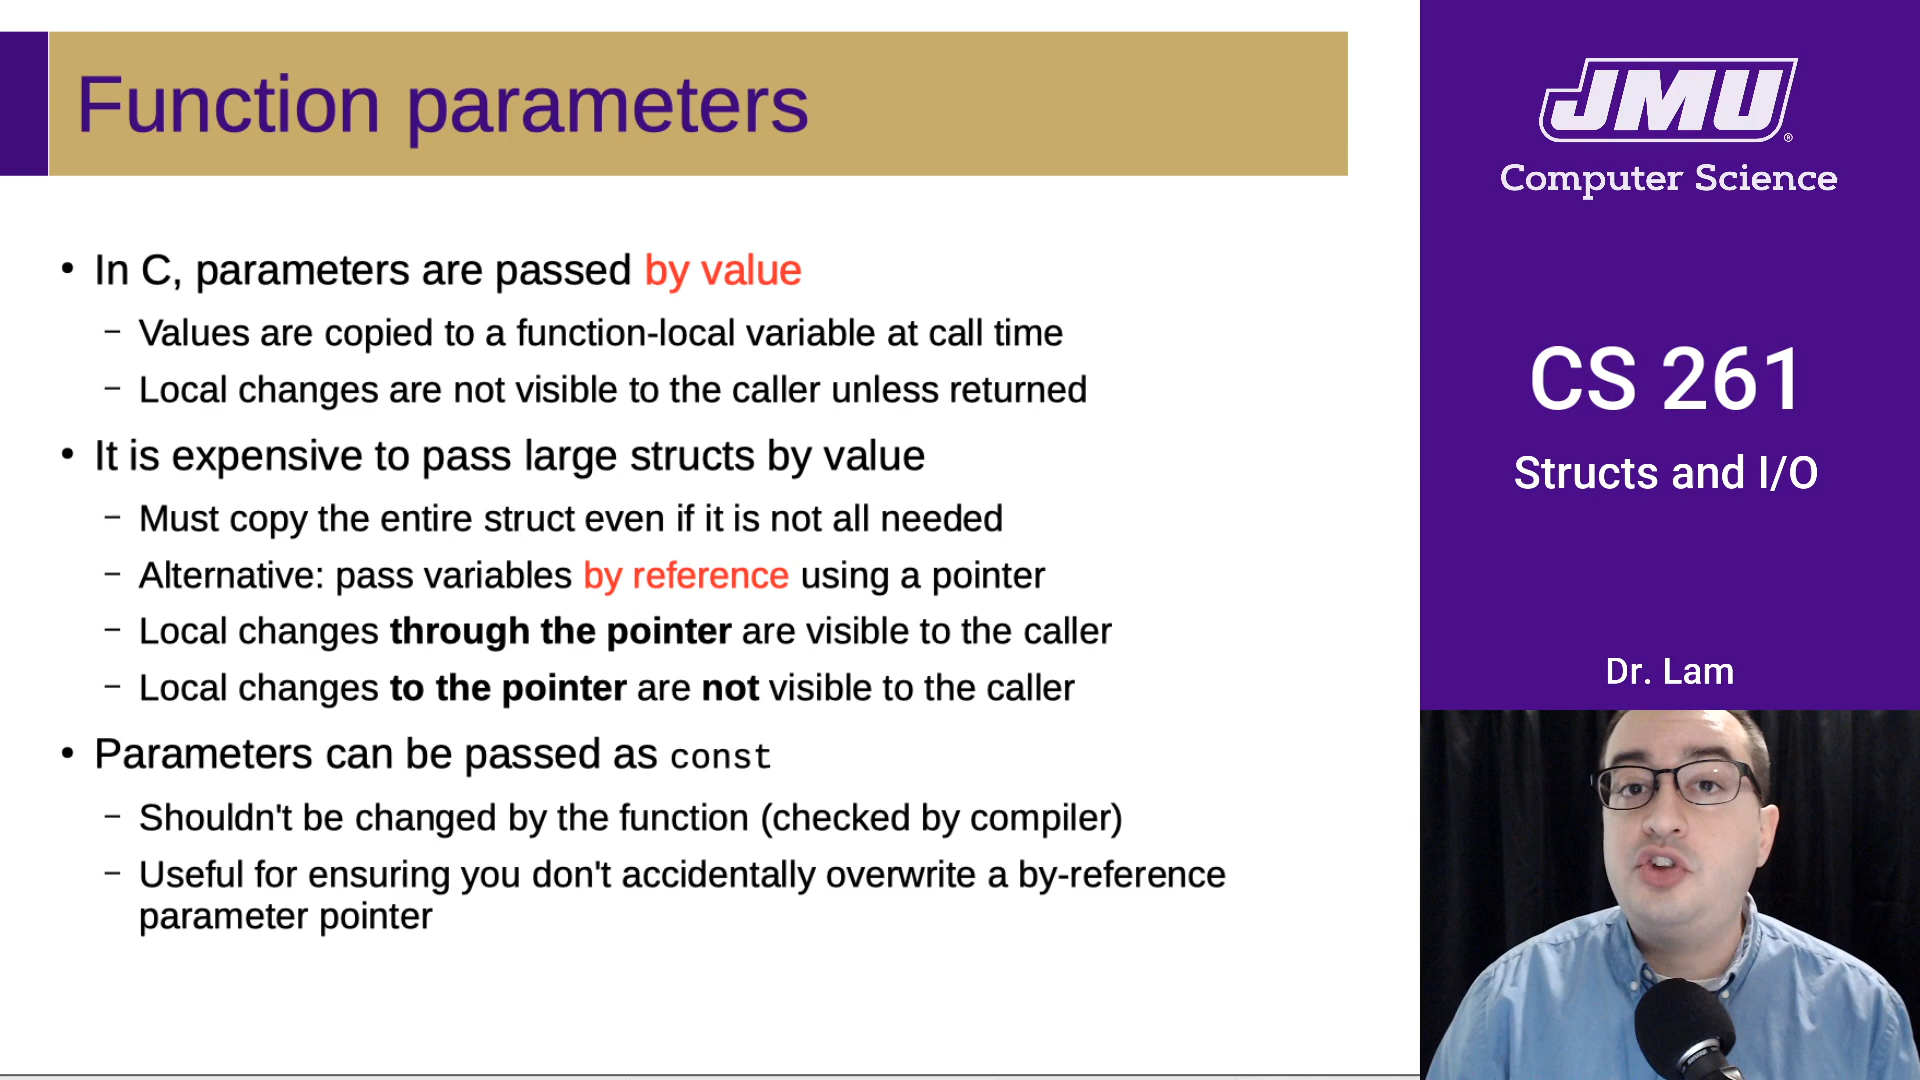 Function parameters
• In C, parameters are passed by value
– Values are copied to a function-local variable at call time
– Local changes are not visible to the caller unless returned
• It is expensive to pass large structs by value
– Must copy the entire struct even if it is not all needed
– Alternative: pass variables by reference using a pointer
– Local changes through the pointer are visible to the caller
– Local changes to the pointer are not visible to the caller
• Parameters can be passed as const
– Shouldn't be changed by the function (checked by compiler)
– Useful for ensuring you don't accidentally overwrite a by-reference
parameter pointer
JMU®
Computer Science
CS 261
Structs and I/O
Dr. Lam